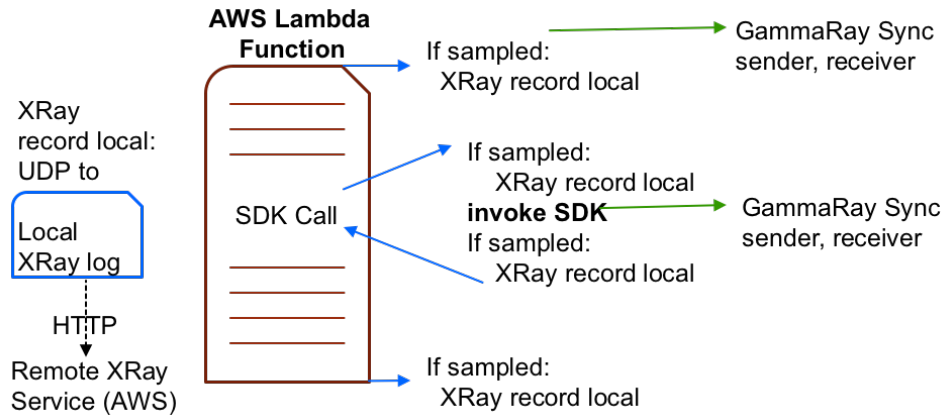 AWS Lambda
Function
XRay
record local:
UDP to
Local
XRay log
HTTP
Remote XRay
Service (AWS)
SDK Call
If sampled:
XRay record local
GammaRay Sync
sender, receiver
If sampled:
XRay record local
invoke SDK
If sampled:
XRay record local
GammaRay Sync
sender, receiver
If sampled:
XRay record local